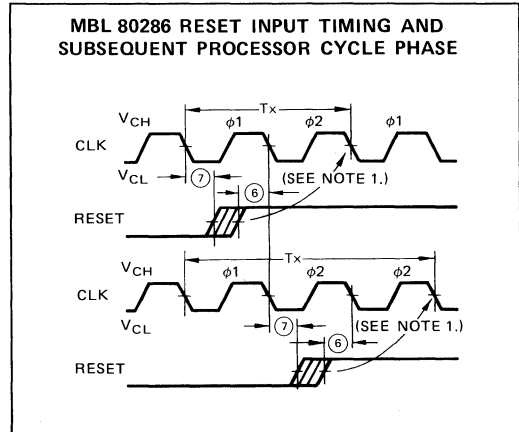 MBL 80286 RESET INPUT TIMING AND
SUBSEQUENT PROCESSOR CYCLE PHASE
Tx
VCH
φ1
φ2
φ1
CLK
VCL
7
6
(SEE NOTE 1.)
RESET
Tx
VCH
φ1
φ2
φ2
CLK
VCL
7
6
(SEE NOTE 1.)
RESET